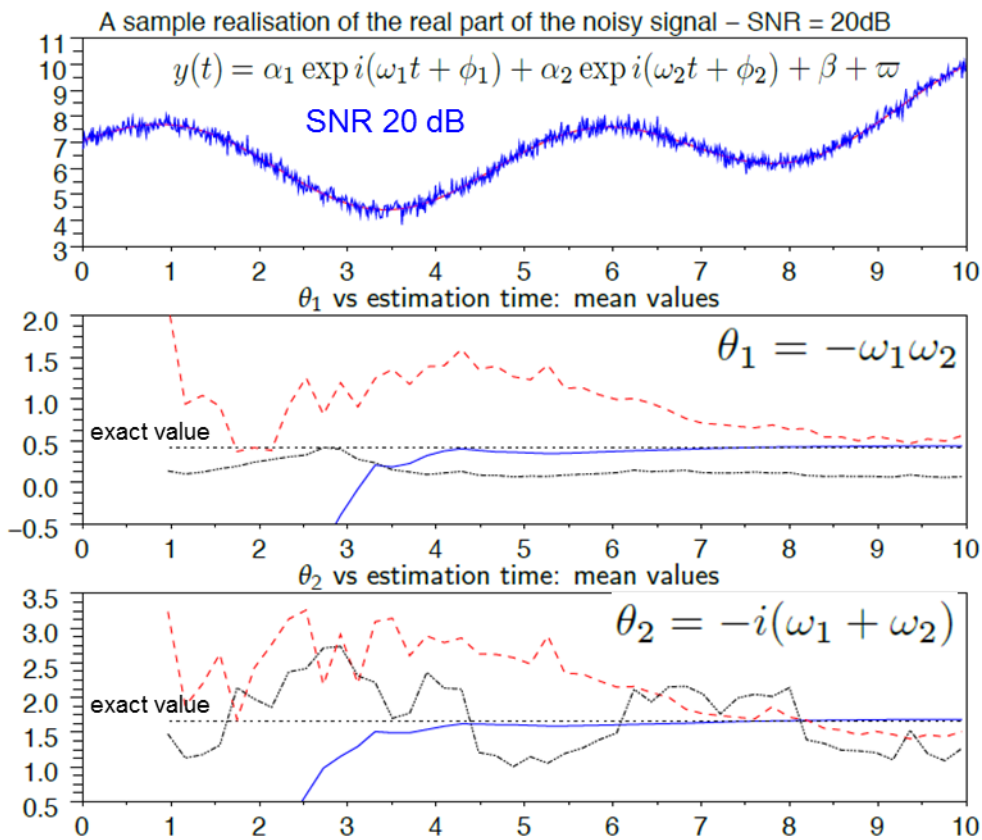 A sample realisation of the real part of the noisy signal – SNR = 20dB
11
10
9
8
7
6
5
4
3
y(t) = α₁ exp i(ω₁t + ϕ₁) + α₂ exp i(ω₂t + ϕ₂) + β + ϖ
SNR 20 dB
0 1 2 3 4 5 6 7 8 9 10
θ₁ vs estimation time: mean values
2.0
1.5
1.0
0.5
0.0
−0.5
θ₁ = −ω₁ω₂
exact value
0 1 2 3 4 5 6 7 8 9 10
θ₂ vs estimation time: mean values
3.5
3.0
2.5
2.0
1.5
1.0
0.5
θ₂ = −i(ω₁ + ω₂)
exact value
0 1 2 3 4 5 6 7 8 9 10